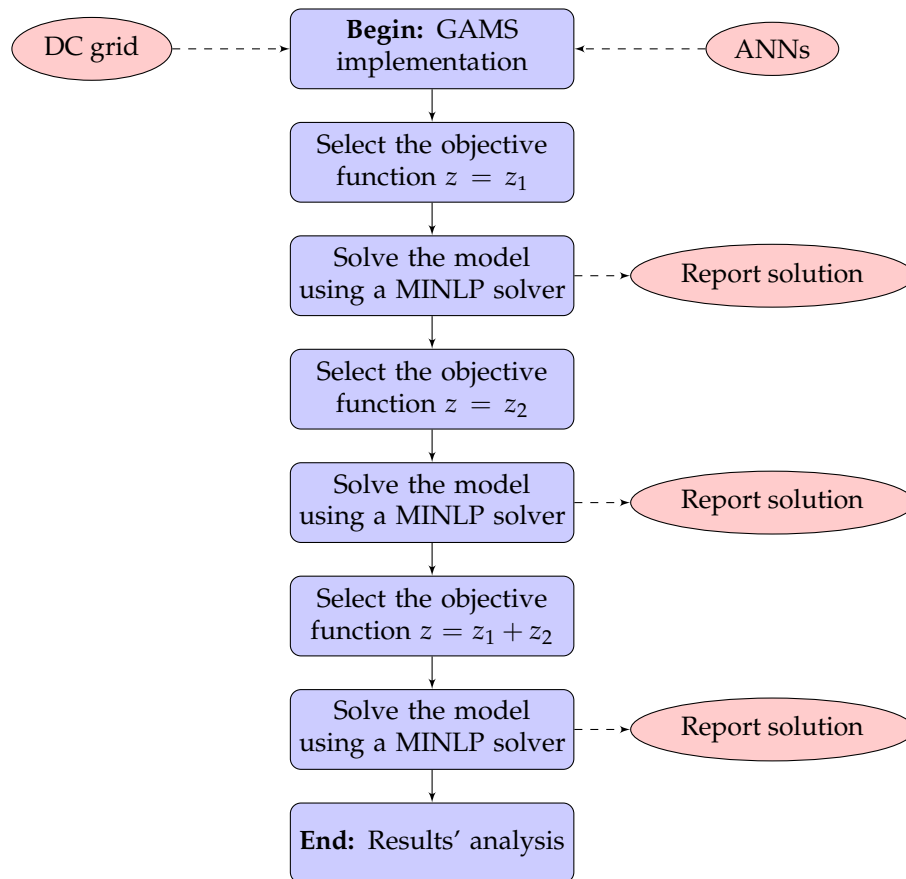 DC grid
Begin: GAMS
implementation
ANNs
Select the objective
function z = z₁
Solve the model
using a MINLP solver
Report solution
Select the objective
function z = z₂
Solve the model
using a MINLP solver
Report solution
Select the objective
function z = z₁ + z₂
Solve the model
using a MINLP solver
Report solution
End: Results' analysis